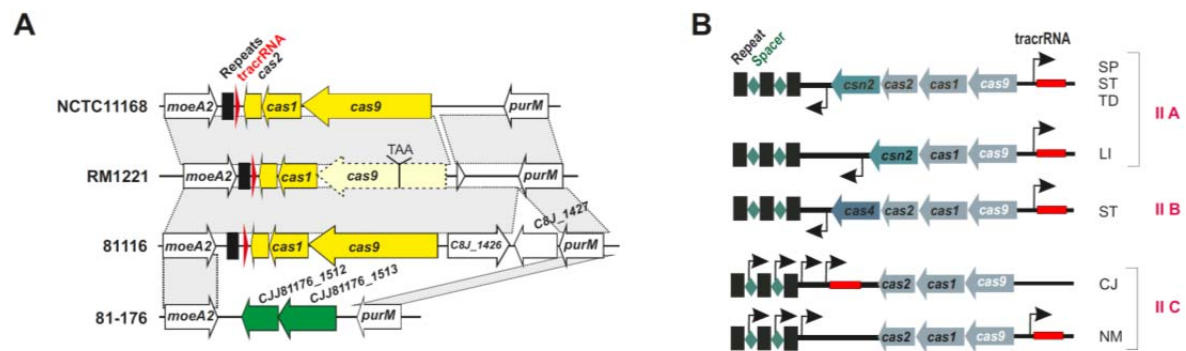 A
Repeats
tracrRNA
cas2
NCTC11168
moeA2 cas1 cas9 purM
TAA
RM1221
moeA2 cas1 cas9 purM
C8J_1427
81116
moeA2 cas1 cas9 C8J_1426 purM
CJJ81176_1512
CJJ81176_1513
81-176
moeA2 purM
B
Repeat
Spacer
tracrRNA
csn2 cas2 cas1 cas9
SP
ST
TD
II A
csn2 cas1 cas9 LI
cas4 cas2 cas1 cas9 ST II B
cas2 cas1 cas9 CJ
II C
cas2 cas1 cas9 NM